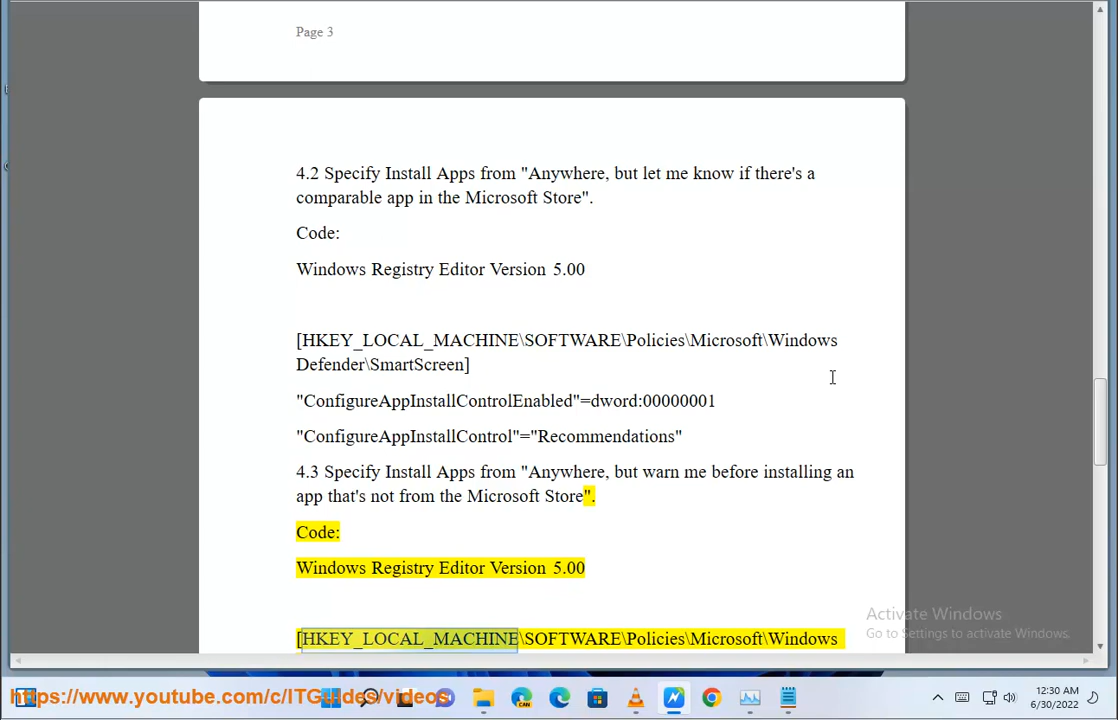 Page 3
4.2 Specify Install Apps from "Anywhere, but let me know if there's a
comparable app in the Microsoft Store".
Code:
Windows Registry Editor Version 5.00
[HKEY_LOCAL_MACHINE\SOFTWARE\Policies\Microsoft\Windows
Defender\SmartScreen]
"ConfigureAppInstallControlEnabled"=dword:00000001
"ConfigureAppInstallControl"="Recommendations"
4.3 Specify Install Apps from "Anywhere, but warn me before installing an
app that's not from the Microsoft Store".
Code:
Windows Registry Editor Version 5.00
[HKEY_LOCAL_MACHINE\SOFTWARE\Policies\Microsoft\Windows
Activate Windows
Go to Settings to activate Windows.
https://www.youtube.com/c/ITGuides/videos
CAN
12:30 AM
6/30/2022